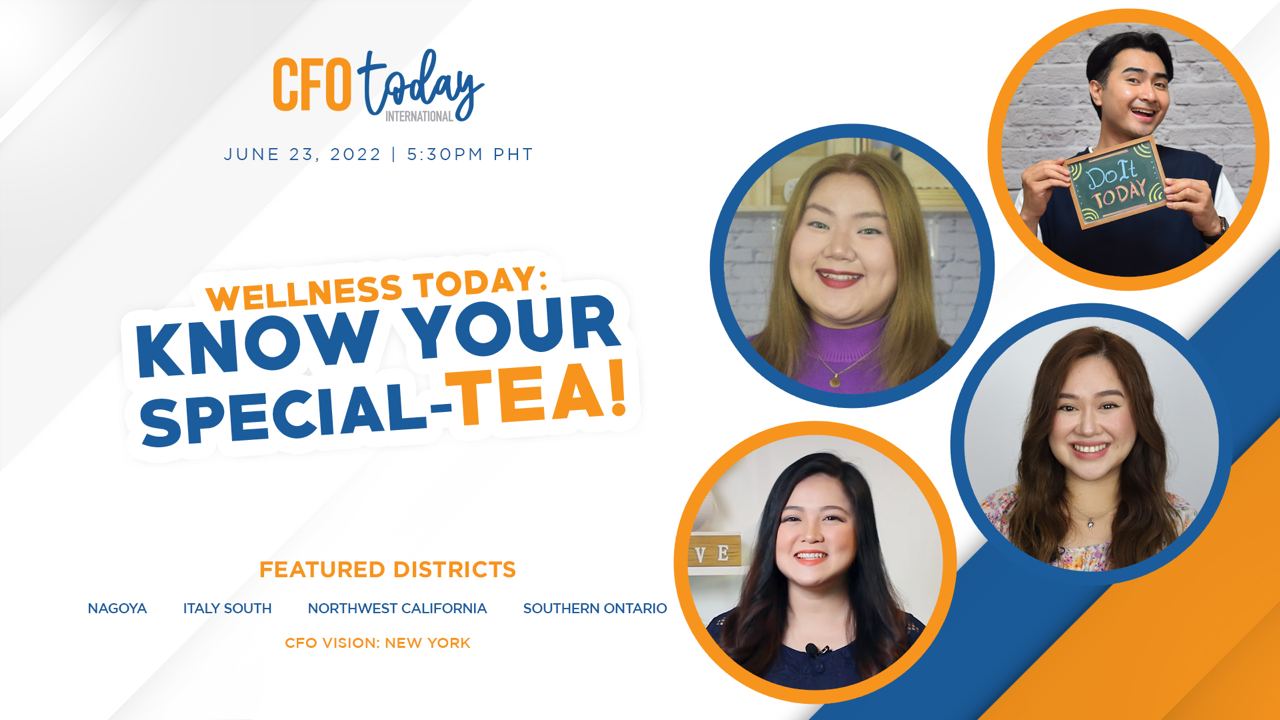 CFO today
INTERNATIONAL
JUNE 23, 2022 | 5:30PM PHT
WELLNESS TODAY:
KNOW YOUR
SPECIAL-TEA!
FEATURED DISTRICTS
NAGOYA ITALY SOUTH NORTHWEST CALIFORNIA SOUTHERN ONTARIO
CFO VISION: NEW YORK
Do It
TODAY
VE